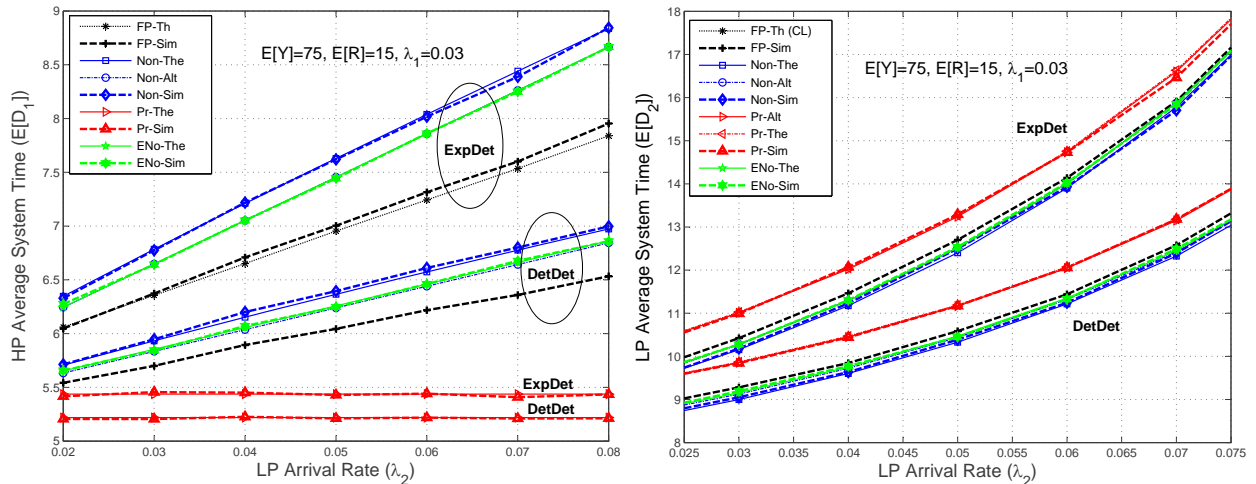 FP-Th
FP-Sim
Non-The
Non-Alt
Non-Sim
Pr-The
Pr-Sim
ENo-The
ENo-Sim
E[Y]=75, E[R]=15, λ1=0.03
ExpDet
DetDet
ExpDet
DetDet
9
8.5
8
7.5
7
6.5
6
5.5
5
0.02 0.03 0.04 0.05 0.06 0.07 0.08
HP Average System Time (E[D1])
LP Arrival Rate (λ2)
FP-Th (CL)
FP-Sim
Non-The
Non-Alt
Non-Sim
Pr-Alt
Pr-The
Pr-Sim
ENo-The
ENo-Sim
E[Y]=75, E[R]=15, λ1=0.03
ExpDet
DetDet
18
17
16
15
14
13
12
11
10
9
8
0.025 0.03 0.035 0.04 0.045 0.05 0.055 0.06 0.065 0.07 0.075
LP Average System Time (E[D2])
LP Arrival Rate (λ2)